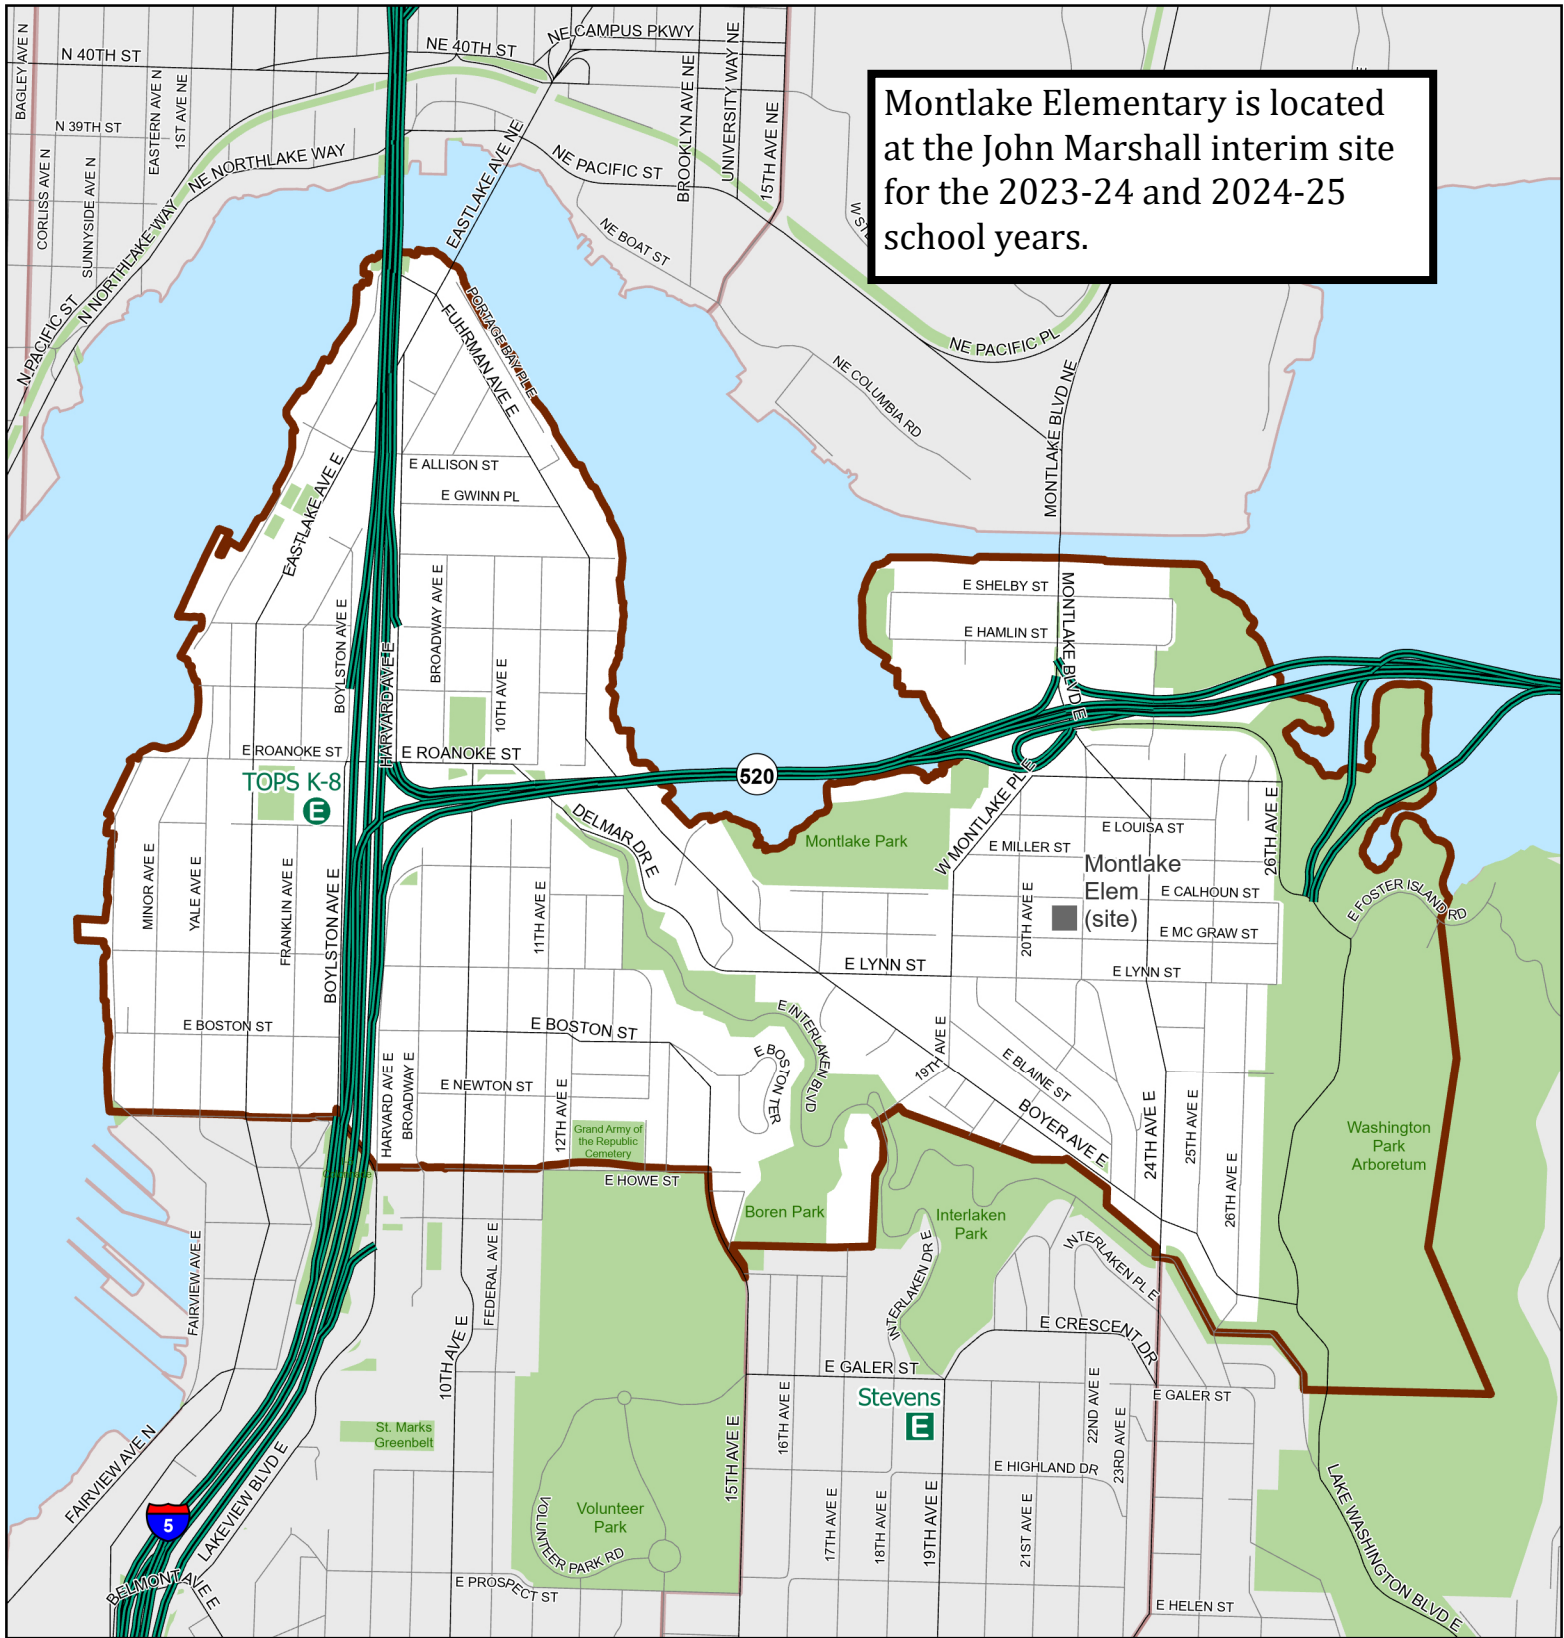 NE CAMPUS PKWY
NE 40TH ST
N 40TH ST
BAGLEY AVE N
EASTERN AVE N
1ST AVE NE
N 39TH ST
CORLISS AVE N
SUNNYSIDE AVE N
NE NORTHLAKE WAY
N NORTHLAKE WAY
N PACIFIC ST
EASTLAKE AVE NE
NE PACIFIC ST
NE BOAT ST
BROOKLYN AVE NE
UNIVERSITY WAY NE
15TH AVE NE
Montlake Elementary is located
at the John Marshall interim site
for the 2023-24 and 2024-25
school years.
NE PACIFIC PL
NE COLUMBIA RD
MONTLAKE BLVD NE
PORTAGE BAY PL E
FUHRMAN AVE E
E ALLISON ST
E GWINN PL
EASTLAKE AVE E
BOYLSTON AVE E
HARVARD AVE E
BROADWAY AVE E
10TH AVE E
E SHELBY ST
E HAMLIN ST
MONTLAKE BLVD E
E ROANOKE ST
E ROANOKE ST
TOPS K-8
E
520
DELMAR DR E
Montlake Park
W MONTLAKE PL E
E LOUISA ST
E MILLER ST
26TH AVE E
Montlake
Elem
(site)
E CALHOUN ST
E MC GRAW ST
20TH AVE E
E FOSTER ISLAND RD
MINOR AVE E
YALE AVE E
FRANKLIN AVE E
BOYLSTON AVE E
11TH AVE E
E LYNN ST
E LYNN ST
E BOSTON ST
E BOSTON ST
E INTERLAKEN BLVD
E BOSTON TER
19TH AVE E
E BLAINE ST
BOYER AVE E
HARVARD AVE E
BROADWAY E
E NEWTON ST
12TH AVE E
Grand Army of
the Republic
Cemetery
24TH AVE E
25TH AVE E
26TH AVE E
Washington
Park
Arboretum
E HOWE ST
Boren Park
Interlaken
Park
INTERLAKEN DR E
INTERLAKEN PL E
FAIRVIEW AVE E
FEDERAL AVE E
10TH AVE E
E CRESCENT DR
E GALER ST
E GALER ST
Stevens
E
16TH AVE E
15TH AVE E
22ND AVE E
23RD AVE E
St. Marks
Greenbelt
E HIGHLAND DR
FAIRVIEW AVE N
LAKEVIEW BLVD E
5
BELMONT AVE E
Volunteer
Park
VOLUNTEER PARK RD
E PROSPECT ST
17TH AVE E
18TH AVE E
19TH AVE E
21ST AVE E
LAKE WASHINGTON BLVD E
E HELEN ST